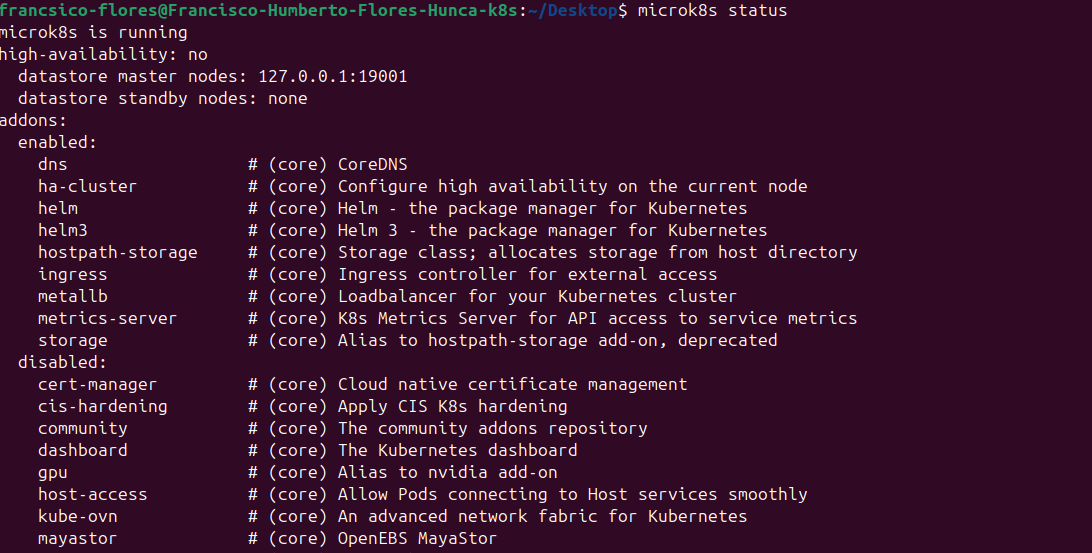 francsico-flores@Francisco-Humberto-Flores-Hunca-k8s:~/Desktop$ microk8s status
microk8s is running
high-availability: no
  datastore master nodes: 127.0.0.1:19001
  datastore standby nodes: none
addons:
  enabled:
    dns                  # (core) CoreDNS
    ha-cluster           # (core) Configure high availability on the current node
    helm                 # (core) Helm - the package manager for Kubernetes
    helm3                # (core) Helm 3 - the package manager for Kubernetes
    hostpath-storage     # (core) Storage class; allocates storage from host directory
    ingress              # (core) Ingress controller for external access
    metallb              # (core) Loadbalancer for your Kubernetes cluster
    metrics-server       # (core) K8s Metrics Server for API access to service metrics
    storage              # (core) Alias to hostpath-storage add-on, deprecated
  disabled:
    cert-manager         # (core) Cloud native certificate management
    cis-hardening        # (core) Apply CIS K8s hardening
    community            # (core) The community addons repository
    dashboard            # (core) The Kubernetes dashboard
    gpu                  # (core) Alias to nvidia add-on
    host-access          # (core) Allow Pods connecting to Host services smoothly
    kube-ovn             # (core) An advanced network fabric for Kubernetes
    mayastor             # (core) OpenEBS MayaStor